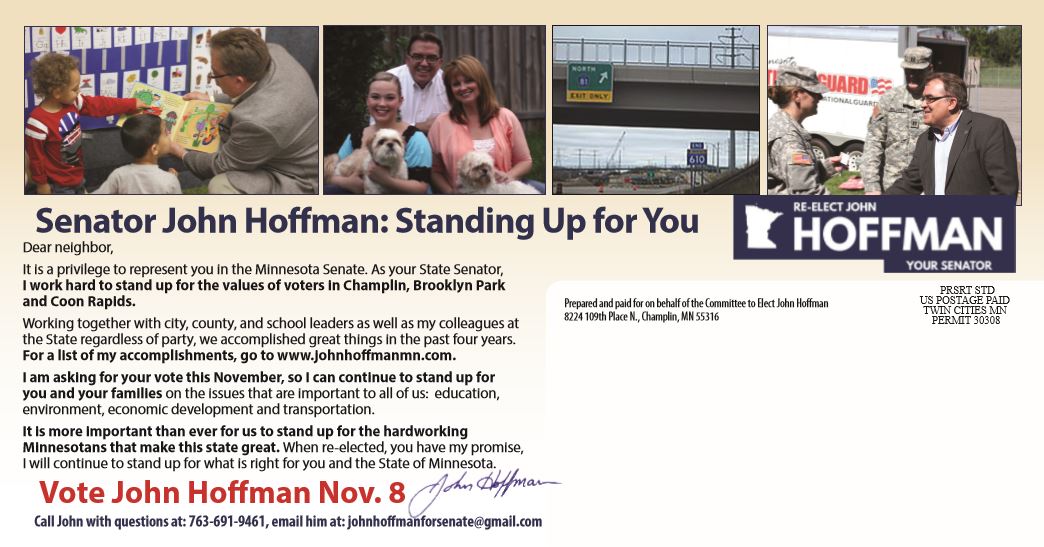 NORTH
81
EXIT ONLY
END
610
GUARD
NATIONALGUARD
Senator John Hoffman: Standing Up for You
RE-ELECT JOHN
HOFFMAN
YOUR SENATOR
Dear neighbor,
It is a privilege to represent you in the Minnesota Senate. As your State Senator,
I work hard to stand up for the values of voters in Champlin, Brooklyn Park
and Coon Rapids.
Working together with city, county, and school leaders as well as my colleagues at
the State regardless of party, we accomplished great things in the past four years.
For a list of my accomplishments, go to www.johnhoffmanmn.com.
I am asking for your vote this November, so I can continue to stand up for
you and your families on the issues that are important to all of us:  education,
environment, economic development and transportation.
It is more important than ever for us to stand up for the hardworking
Minnesotans that make this state great. When re-elected, you have my promise,
I will continue to stand up for what is right for you and the State of Minnesota.
Vote John Hoffman Nov. 8
John Hoffman
Call John with questions at: 763-691-9461, email him at: johnhoffmanforsenate@gmail.com
Prepared and paid for on behalf of the Committee to Elect John Hoffman
8224 109th Place N., Champlin, MN 55316
PRSRT STD
US POSTAGE PAID
TWIN CITIES MN
PERMIT 30308